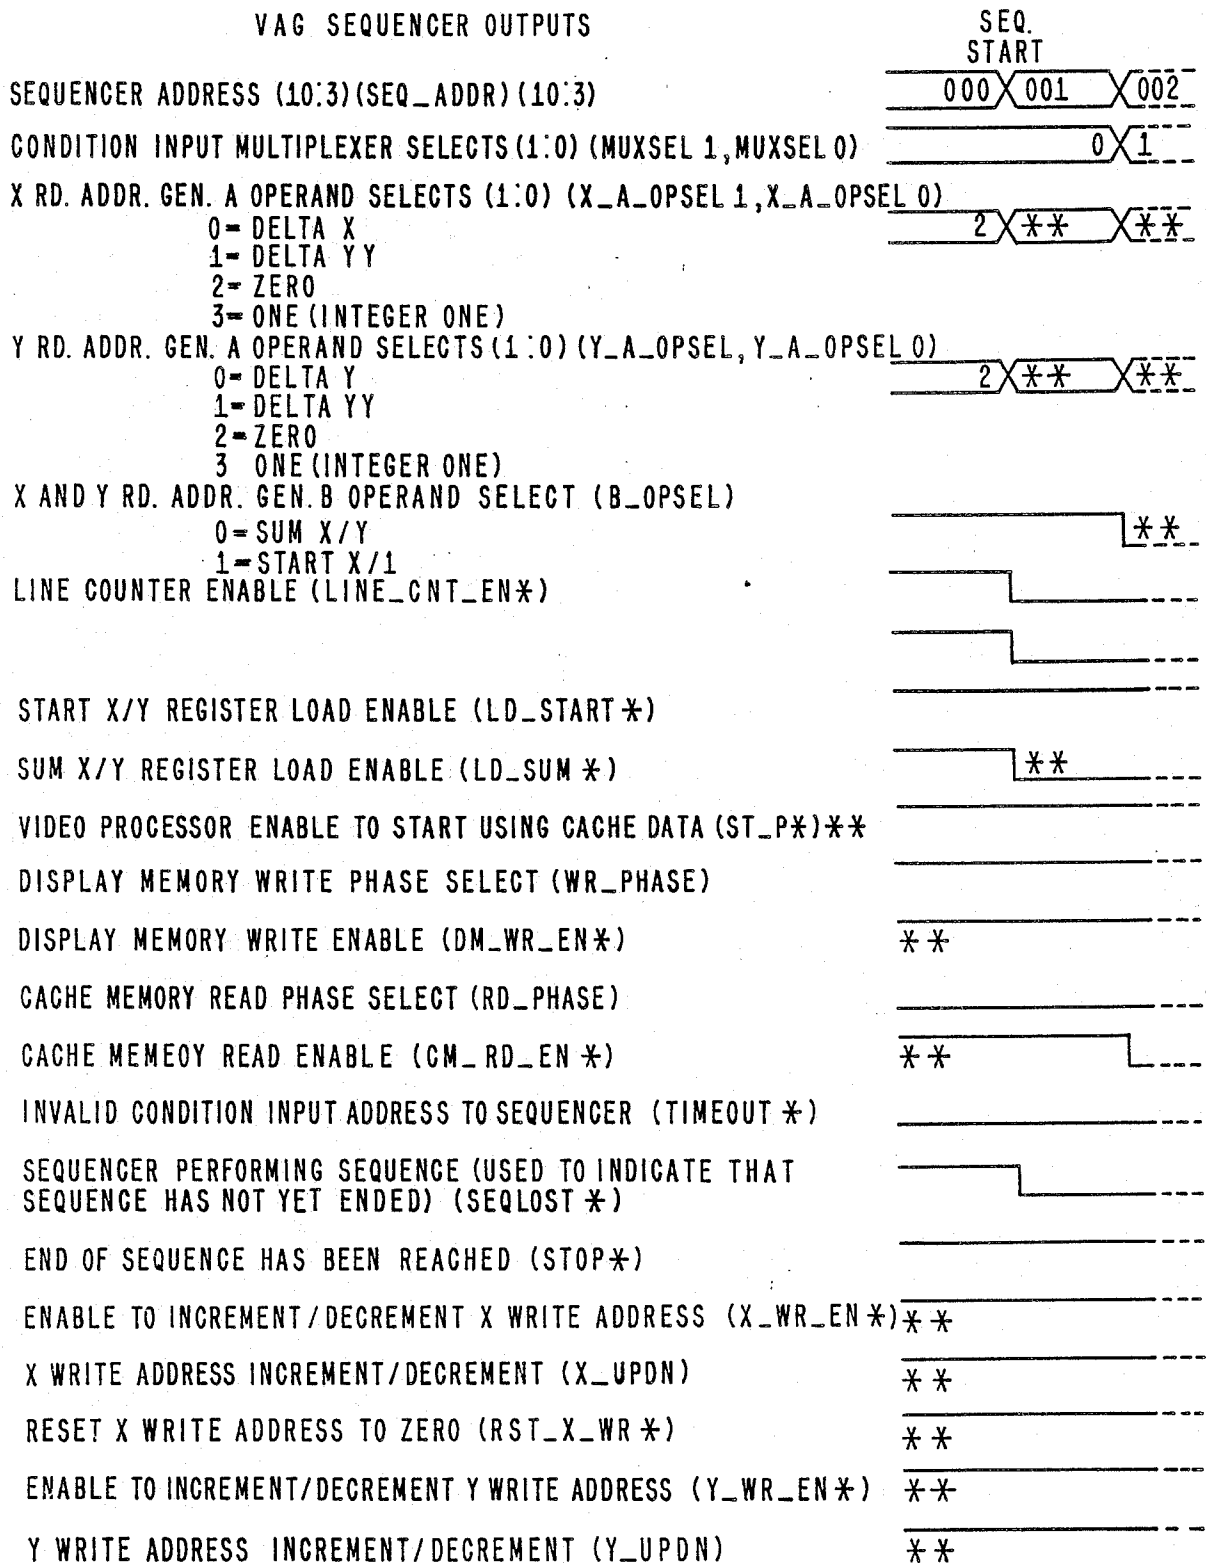 VAG SEQUENCER OUTPUTS
SEQ.
START
SEQUENCER ADDRESS (10:3)(SEQ_ADDR)(10:3) 000 001 002
CONDITION INPUT MULTIPLEXER SELECTS (1:0) (MUXSEL 1,MUXSEL 0) 0 1
X RD. ADDR. GEN. A OPERAND SELECTS (1:0) (X_A_OPSEL 1,X_A_OPSEL 0)
2 ** **
0= DELTA X
1= DELTA YY
2= ZERO
3= ONE (INTEGER ONE)
Y RD. ADDR. GEN. A OPERAND SELECTS (1:0) (Y_A_OPSEL, Y_A_OPSEL 0)
0= DELTA Y 2 ** **
1= DELTA YY
2= ZERO
3 ONE (INTEGER ONE)
X AND Y RD. ADDR. GEN. B OPERAND SELECT (B_OPSEL)
0= SUM X/Y **
1= START X/1
LINE COUNTER ENABLE (LINE_CNT_EN*)
START X/Y REGISTER LOAD ENABLE (LD_START*)
SUM X/Y REGISTER LOAD ENABLE (LD_SUM*) **
VIDEO PROCESSOR ENABLE TO START USING CACHE DATA (ST_P*)**
DISPLAY MEMORY WRITE PHASE SELECT (WR_PHASE)
DISPLAY MEMORY WRITE ENABLE (DM_WR_EN*) **
CACHE MEMORY READ PHASE SELECT (RD_PHASE)
CACHE MEMEOY READ ENABLE (CM_RD_EN*) **
INVALID CONDITION INPUT ADDRESS TO SEQUENCER (TIMEOUT*)
SEQUENCER PERFORMING SEQUENCE (USED TO INDICATE THAT
SEQUENCE HAS NOT YET ENDED) (SEQLOST*)
END OF SEQUENCE HAS BEEN REACHED (STOP*)
ENABLE TO INCREMENT/DECREMENT X WRITE ADDRESS (X_WR_EN*)**
X WRITE ADDRESS INCREMENT/DECREMENT (X_UPDN) **
RESET X WRITE ADDRESS TO ZERO (RST_X_WR*) **
ENABLE TO INCREMENT/DECREMENT Y WRITE ADDRESS (Y_WR_EN*) **
Y WRITE ADDRESS INCREMENT/DECREMENT (Y_UPDN) **